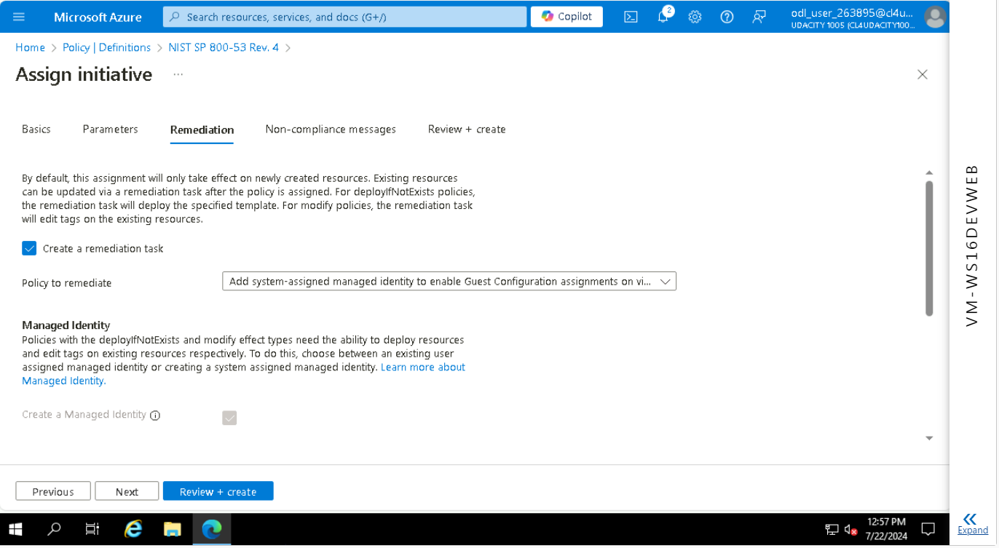 Microsoft Azure
Search resources, services, and docs (G+/)
Copilot
2
odl_user_263895@cl4u...
UDACITY 1005 (CL4UDACITY100...
Home > Policy | Definitions > NIST SP 800-53 Rev. 4 >
Assign initiative ...
Basics
Parameters
Remediation
Non-compliance messages
Review + create
By default, this assignment will only take effect on newly created resources. Existing resources
can be updated via a remediation task after the policy is assigned. For deployIfNotExists policies,
the remediation task will deploy the specified template. For modify policies, the remediation task
will edit tags on the existing resources.
Create a remediation task
Policy to remediate
Add system-assigned managed identity to enable Guest Configuration assignments on vi...
Managed Identity
Policies with the deployIfNotExists and modify effect types need the ability to deploy resources
and edit tags on existing resources respectively. To do this, choose between an existing user
assigned managed identity or creating a system assigned managed identity. Learn more about
Managed Identity.
Create a Managed Identity
Previous
Next
Review + create
12:57 PM
7/22/2024
VM-WS16DEVWEB
Expand